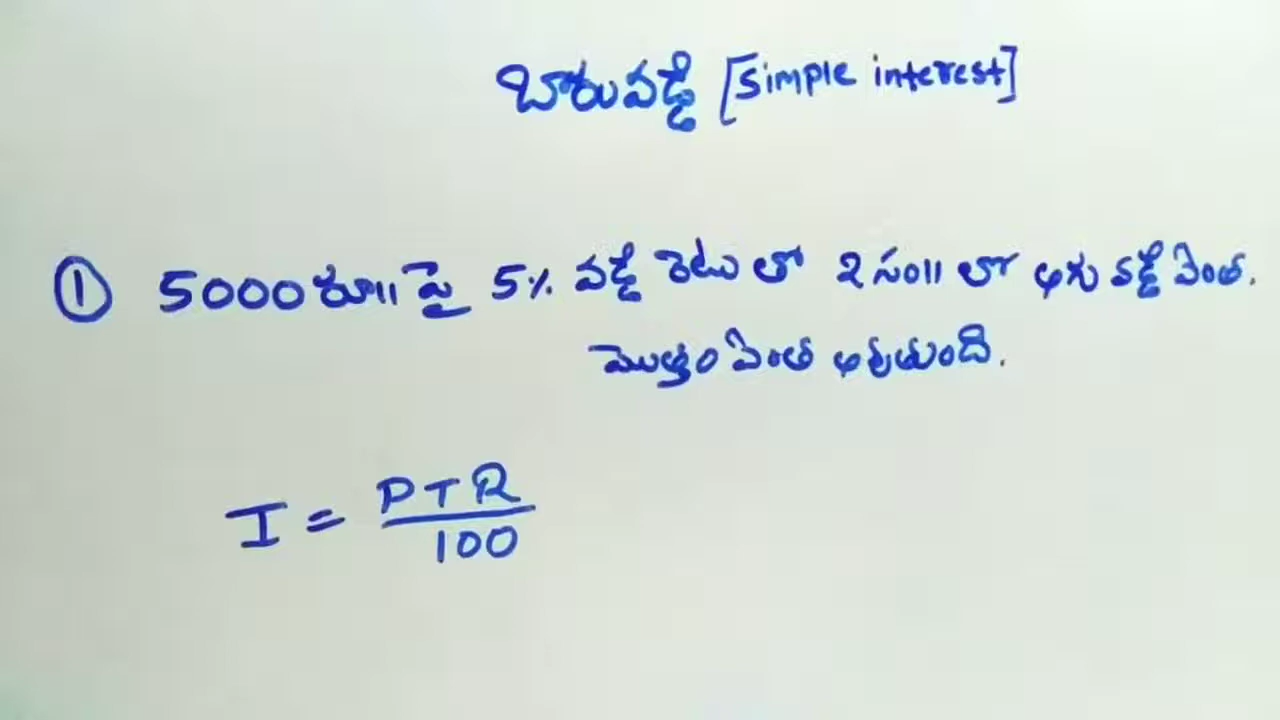 బారువడ్డీ [Simple interest]
① 5000రూ॥పై 5% వడ్డీ రేటు లో 2 సం॥ లో అగు వడ్డీ ఎంత.
మొత్తం ఎంత అవుతుంది.
I = PTR
100